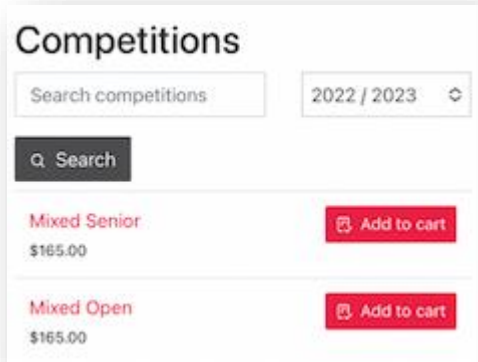 Competitions
Search competitions
2022 / 2023
Search
Mixed Senior
Add to cart
$165.00
Mixed Open
Add to cart
$165.00